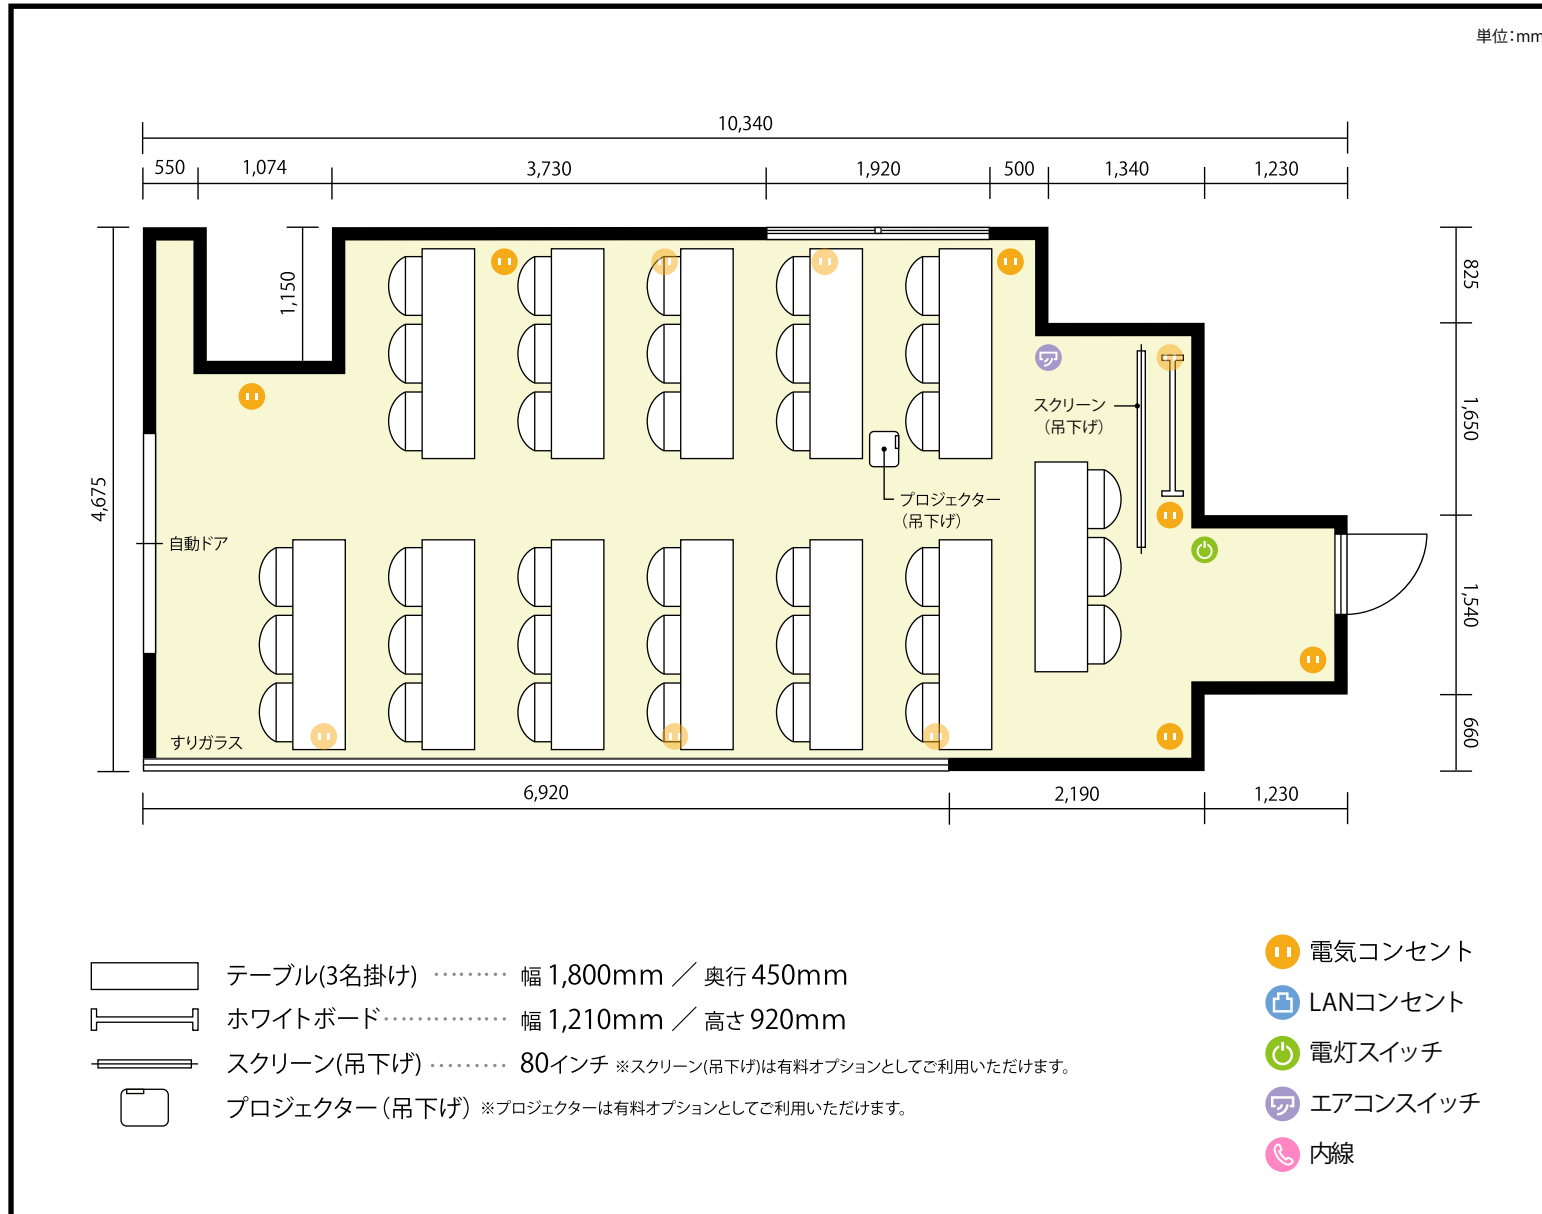 単位：mm
10,340
550
1,074
3,730
1,920
500
1,340
1,230
1,150
825
1,650
1,540
660
4,675
スクリーン
（吊下げ）
プロジェクター
（吊下げ）
自動ドア
すりガラス
6,920
2,190
1,230
テーブル(3名掛け) ········· 幅 1,800mm ／ 奥行 450mm
ホワイトボード ··············· 幅 1,210mm ／ 高さ 920mm
スクリーン(吊下げ) ········· 80インチ ※スクリーン(吊下げ)は有料オプションとしてご利用いただけます。
プロジェクター（吊下げ） ※プロジェクターは有料オプションとしてご利用いただけます。
電気コンセント
LANコンセント
電灯スイッチ
エアコンスイッチ
内線